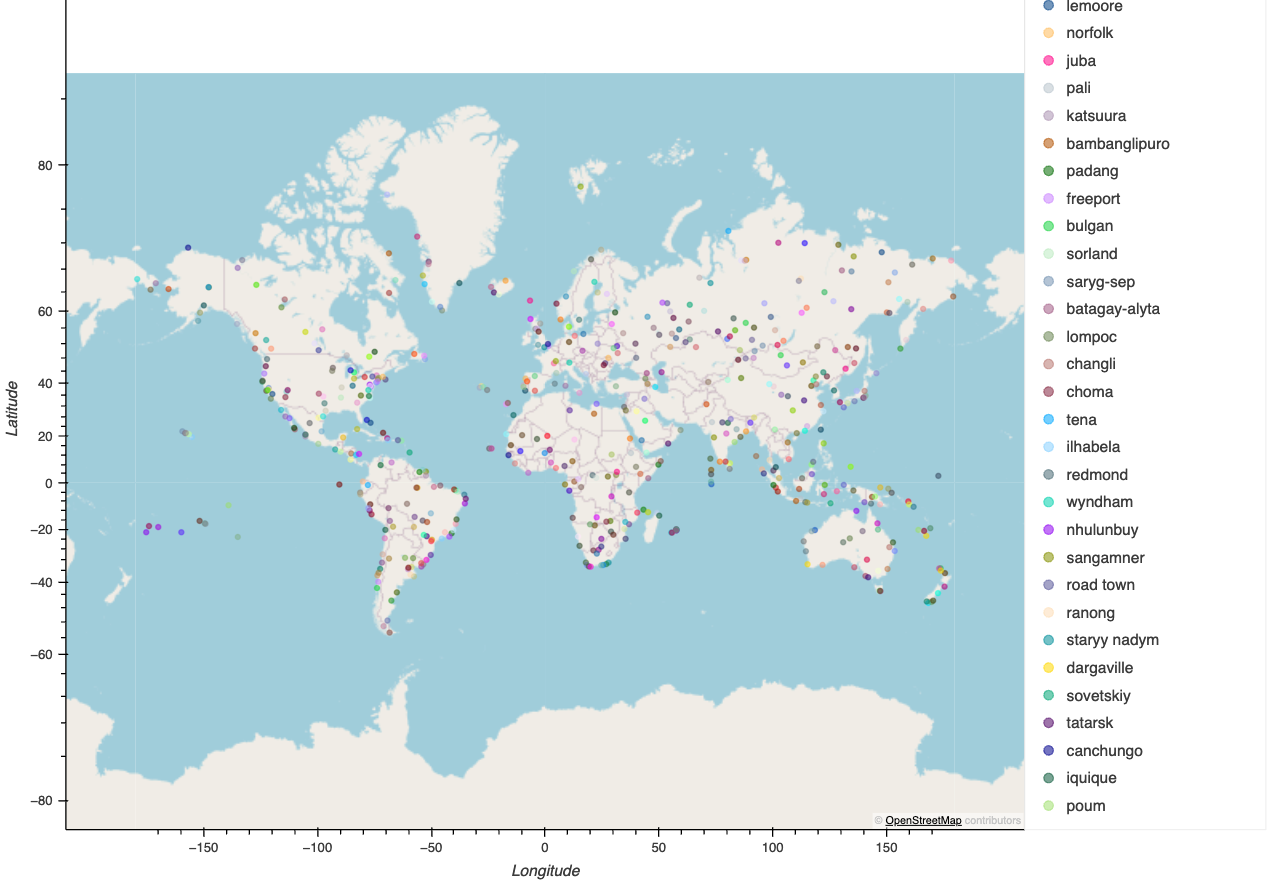 lemoore
norfolk
juba
pali
katsuura
bambanglipuro
padang
freeport
bulgan
sorland
saryg-sep
batagay-alyta
lompoc
changli
choma
tena
ilhabela
redmond
wyndham
nhulunbuy
sangamner
road town
ranong
staryy nadym
dargaville
sovetskiy
tatarsk
canchungo
iquique
poum
Latitude
80
60
40
20
0
−20
−40
−60
−80
© OpenStreetMap contributors
−150 −100 −50 0 50 100 150
Longitude